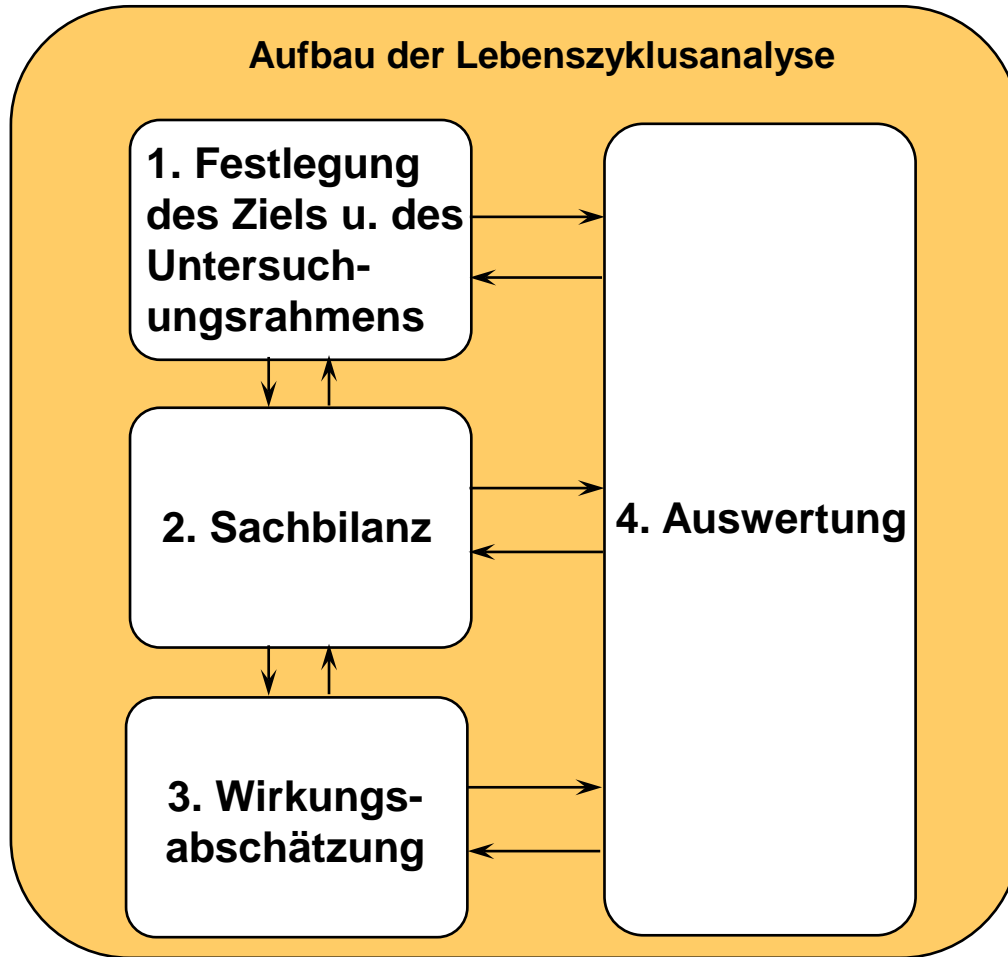 Aufbau der Lebenszyklusanalyse
1. Festlegung
des Ziels u. des
Untersuch-
ungsrahmens
2. Sachbilanz
4. Auswertung
3. Wirkungs-
abschätzung